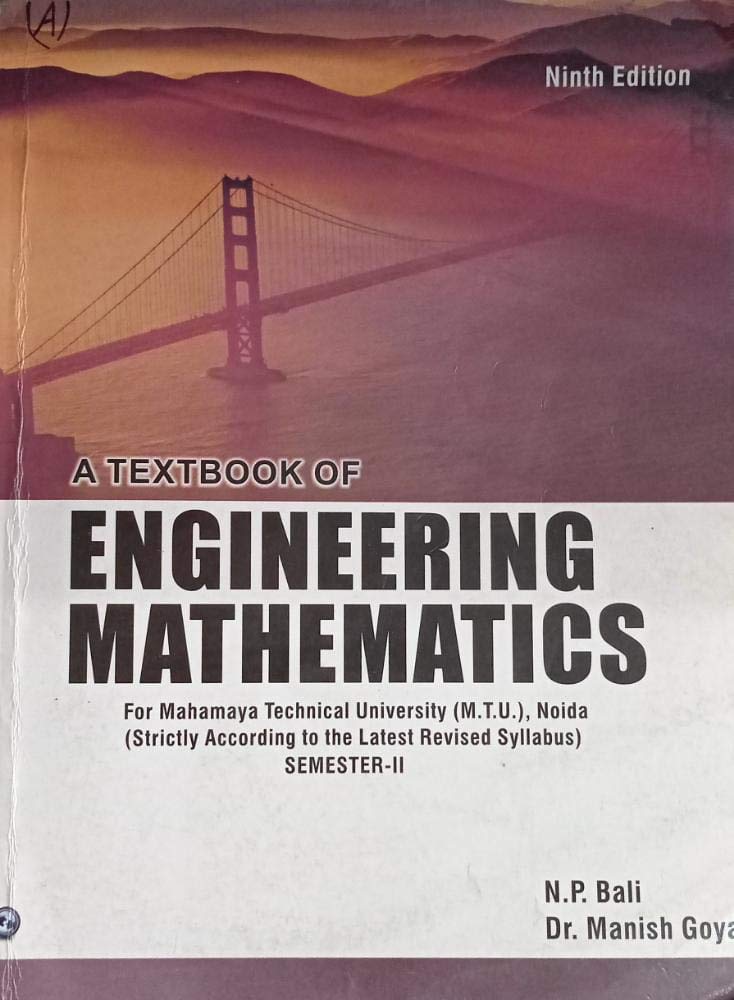 (A)
Ninth Edition
A TEXTBOOK OF
ENGINEERING
MATHEMATICS
For Mahamaya Technical University (M.T.U.), Noida
(Strictly According to the Latest Revised Syllabus)
SEMESTER-II
N.P. Bali
Dr. Manish Goya